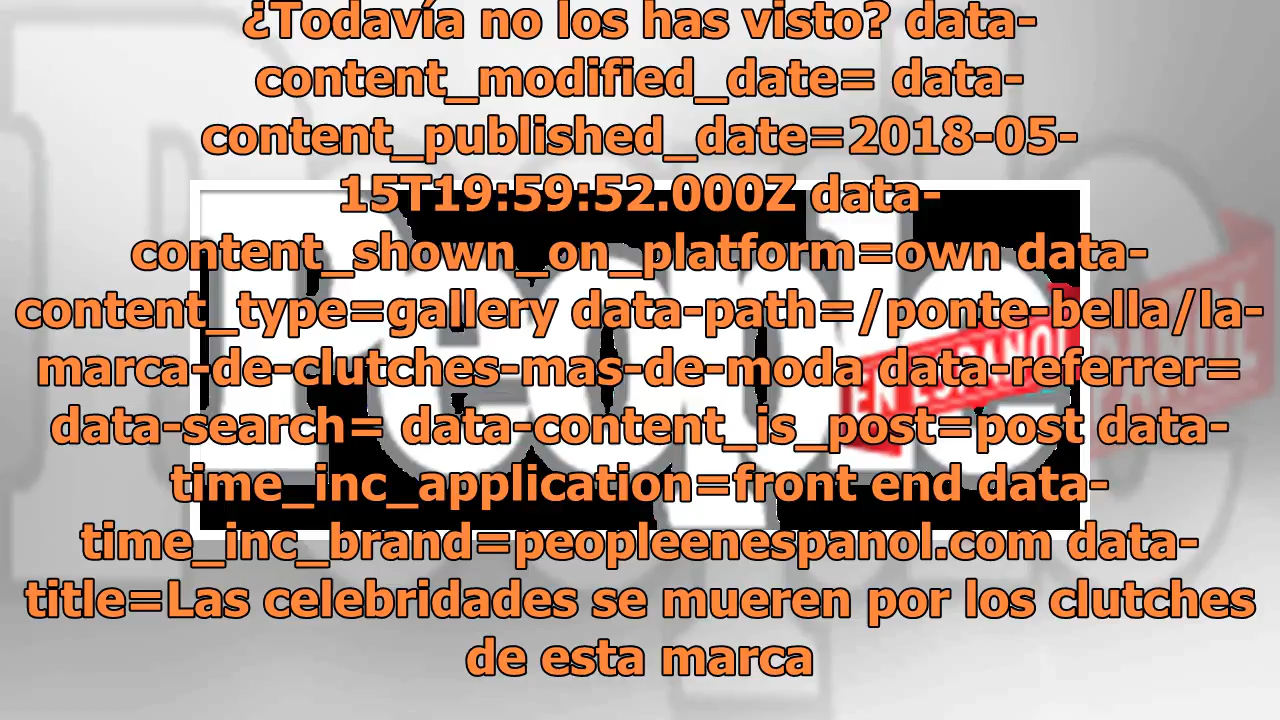 ¿Todavía no los has visto? data-
content_modified_date= data-
content_published_date=2018-05-
15T19:59:52.000Z data-
content_shown_on_platform=own data-
content_type=gallery data-path=/ponte-bella/la-
marca-de-clutches-mas-de-moda data-referrer=
data-search= data-content_is_post=post data-
time_inc_application=front end data-
time_inc_brand=peopleenespanol.com data-
title=Las celebridades se mueren por los clutches
de esta marca
People
EN ESPAÑOL